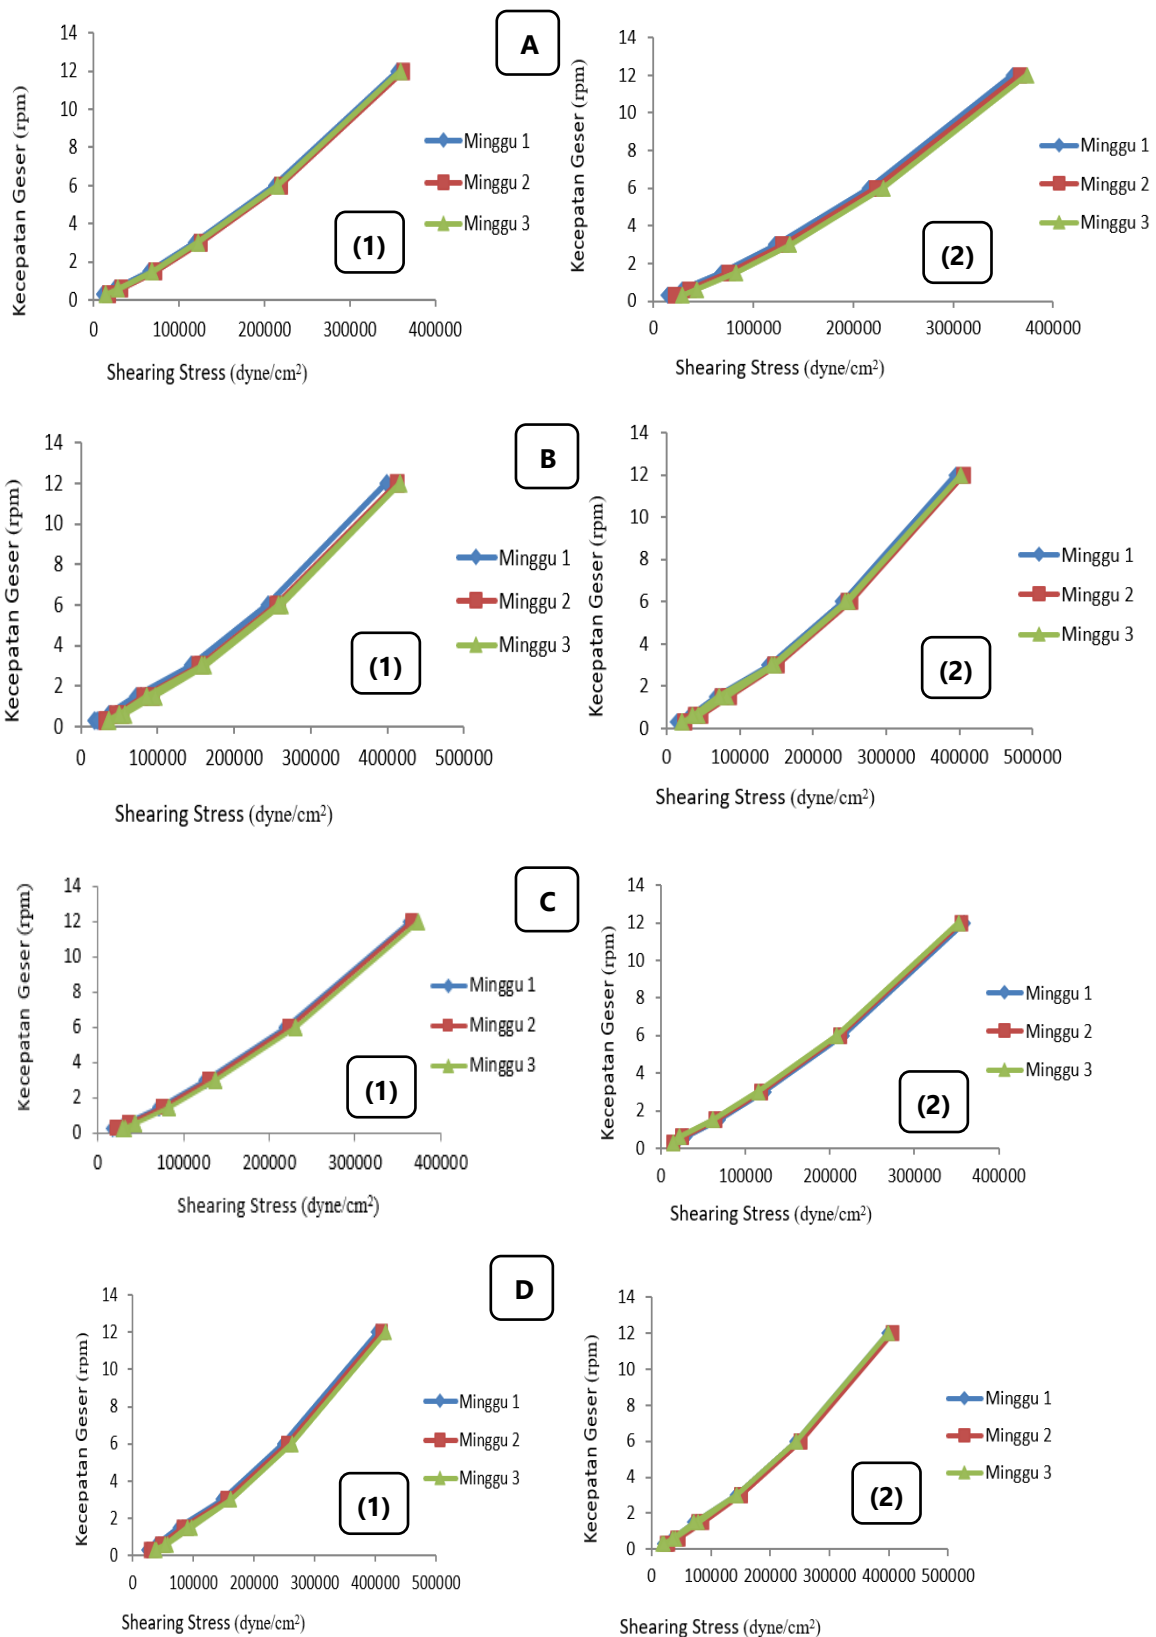 A
Kecepatan Geser (rpm)
14
12
10
8
6
4
2
0
0 100000 200000 300000 400000
Shearing Stress (dyne/cm²)
Minggu 1
Minggu 2
Minggu 3
(1)
Kecepatan Geser (rpm)
14
12
10
8
6
4
2
0
0 100000 200000 300000 400000
Shearing Stress (dyne/cm²)
Minggu 1
Minggu 2
Minggu 3
(2)
B
Kecepatan Geser (rpm)
14
12
10
8
6
4
2
0
0 100000 200000 300000 400000 500000
Shearing Stress (dyne/cm²)
Minggu 1
Minggu 2
Minggu 3
(1)
Kecepatan Geser (rpm)
14
12
10
8
6
4
2
0
0 100000 200000 300000 400000 500000
Shearing Stress (dyne/cm²)
Minggu 1
Minggu 2
Minggu 3
(2)
C
Kecepatan Geser (rpm)
14
12
10
8
6
4
2
0
0 100000 200000 300000 400000
Shearing Stress (dyne/cm²)
Minggu 1
Minggu 2
Minggu 3
(1)
Kecepatan Geser (rpm)
14
12
10
8
6
4
2
0
0 100000 200000 300000 400000
Shearing Stress (dyne/cm²)
Minggu 1
Minggu 2
Minggu 3
(2)
D
Kecepatan Geser (rpm)
14
12
10
8
6
4
2
0
0 100000 200000 300000 400000 500000
Shearing Stress (dyne/cm²)
Minggu 1
Minggu 2
Minggu 3
(1)
Kecepatan Geser (rpm)
14
12
10
8
6
4
2
0
0 100000 200000 300000 400000 500000
Shearing Stress (dyne/cm²)
Minggu 1
Minggu 2
Minggu 3
(2)